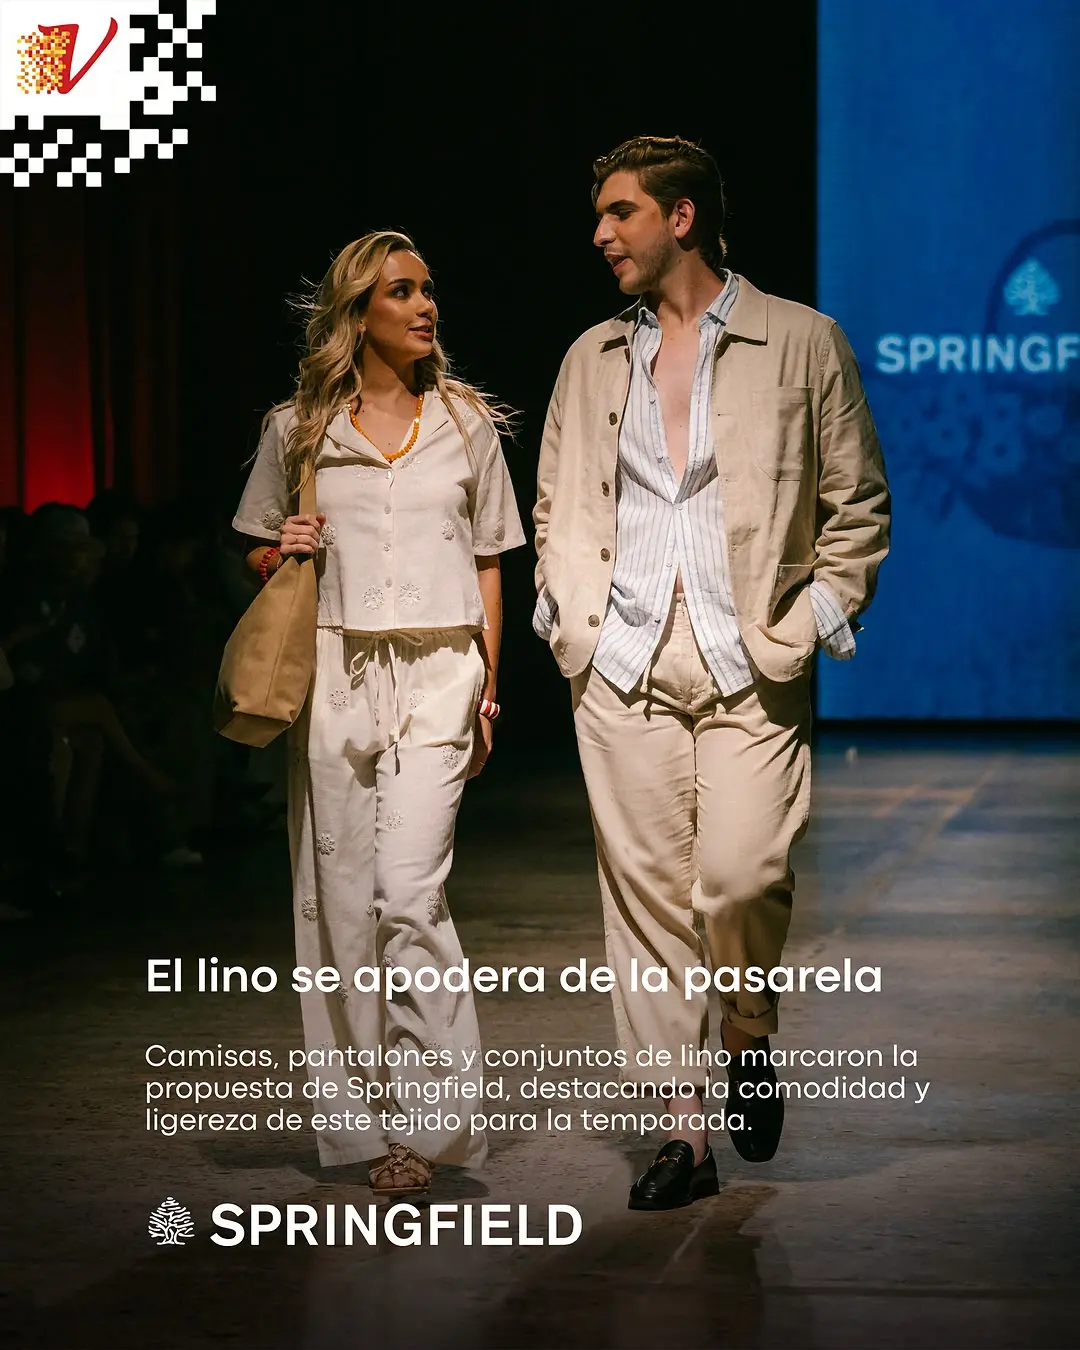 V
SPRINGF
El lino se apodera de la pasarela
Camisas, pantalones y conjuntos de lino marcaron la
propuesta de Springfield, destacando la comodidad y
ligereza de este tejido para la temporada.
SPRINGFIELD